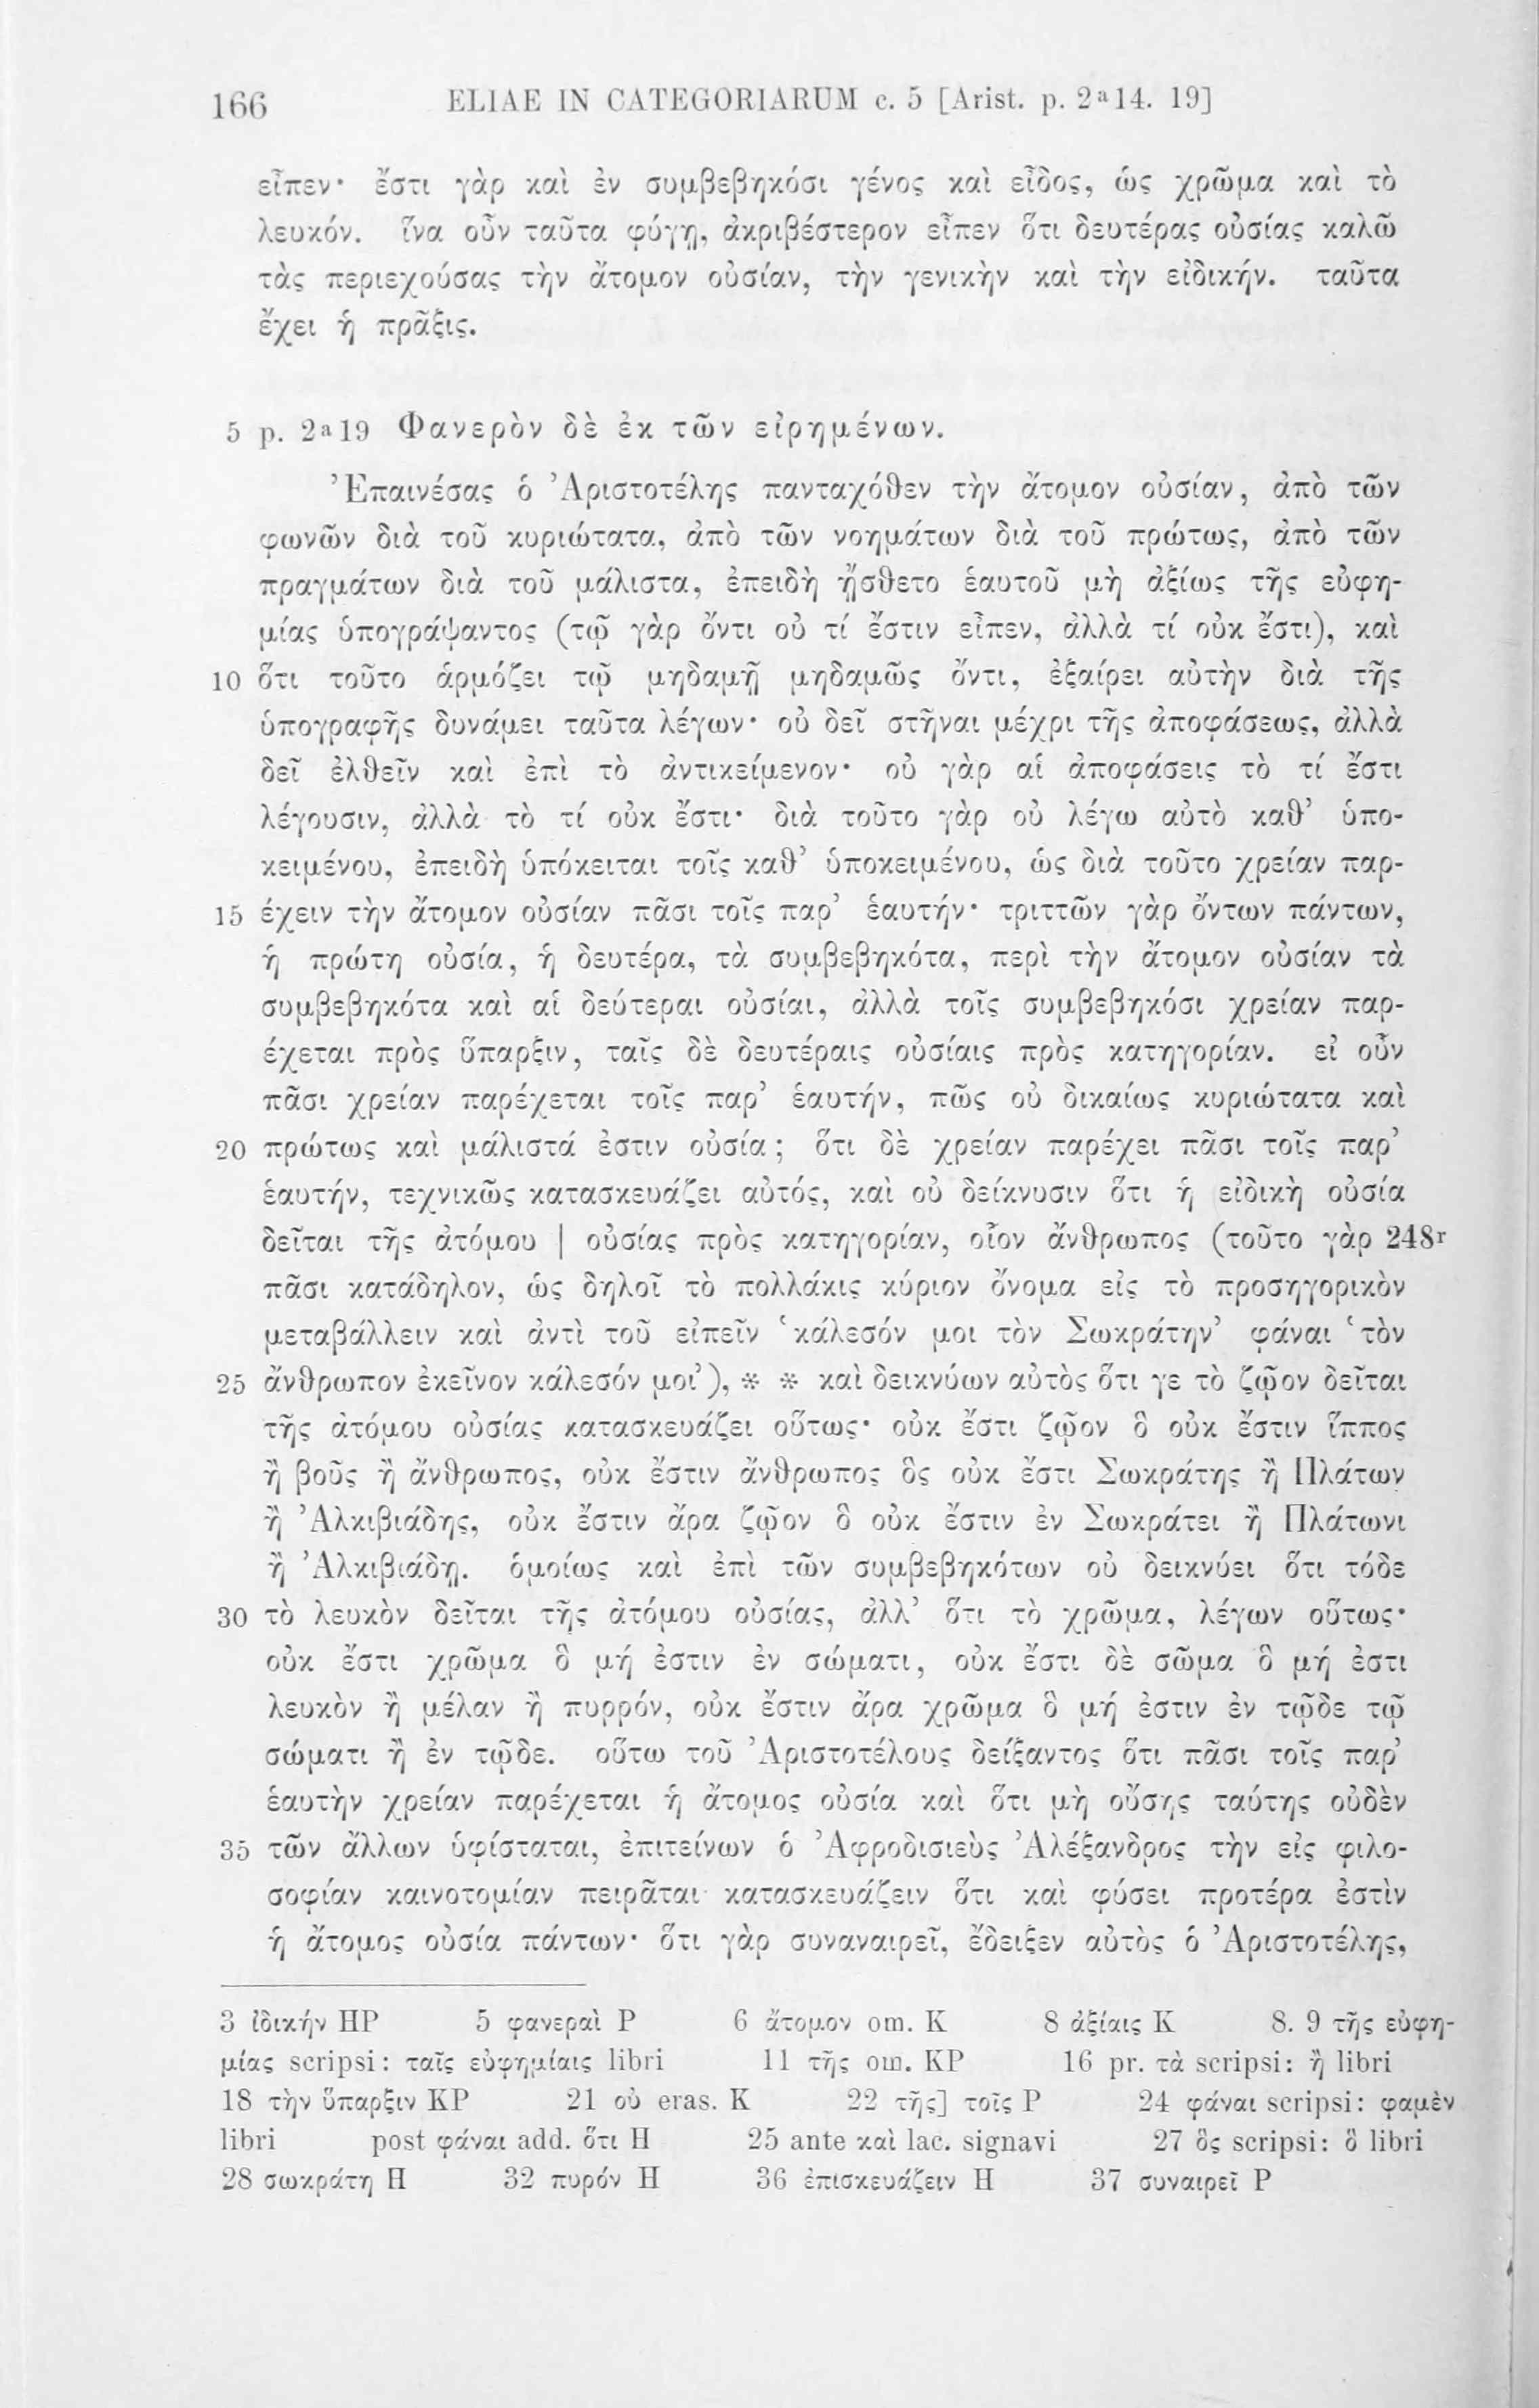 166 ELIAE IN CATEGORIARUM c. 5 [Arist. p. 2ᵃ14. 19]
εἶπεν· ἔστι γὰρ καὶ ἐν συμβεβηκόσι γένος καὶ εἶδος, ὡς χρῶμα καὶ τὸ
λευκόν. ἵνα οὖν ταῦτα φύγῃ, ἀκριβέστερον εἶπεν ὅτι δευτέρας οὐσίας καλῶ
τὰς περιεχούσας τὴν ἄτομον οὐσίαν, τὴν γενικὴν καὶ τὴν εἰδικήν. ταῦτα
ἔχει ἡ πρᾶξις.
5 p. 2ᵃ19 Φανερὸν δὲ ἐκ τῶν εἰρημένων.
Ἐπαινέσας ὁ Ἀριστοτέλης πανταχόθεν τὴν ἄτομον οὐσίαν, ἀπὸ τῶν
φωνῶν διὰ τοῦ κυριώτατα, ἀπὸ τῶν νοημάτων διὰ τοῦ πρώτως, ἀπὸ τῶν
πραγμάτων διὰ τοῦ μάλιστα, ἐπειδὴ ᾔσθετο ἑαυτοῦ μὴ ἀξίως τῆς εὐφη-
μίας ὑπογράψαντος (τῷ γὰρ ὄντι οὐ τί ἔστιν εἶπεν, ἀλλὰ τί οὐκ ἔστι), καὶ
10 ὅτι τοῦτο ἁρμόζει τῷ μηδαμῇ μηδαμῶς ὄντι, ἐξαίρει αὐτὴν διὰ τῆς
ὑπογραφῆς δυνάμει ταῦτα λέγων· οὐ δεῖ στῆναι μέχρι τῆς ἀποφάσεως, ἀλλὰ
δεῖ ἐλθεῖν καὶ ἐπὶ τὸ ἀντικείμενον· οὐ γὰρ αἱ ἀποφάσεις τὸ τί ἔστι
λέγουσιν, ἀλλὰ τὸ τί οὐκ ἔστι· διὰ τοῦτο γὰρ οὐ λέγω αὐτὸ καθ’ ὑπο-
κειμένου, ἐπειδὴ ὑπόκειται τοῖς καθ’ ὑποκειμένου, ὡς διὰ τοῦτο χρείαν παρ-
15 έχειν τὴν ἄτομον οὐσίαν πᾶσι τοῖς παρ’ ἑαυτήν· τριττῶν γὰρ ὄντων πάντων,
ἡ πρώτη οὐσία, ἡ δευτέρα, τὰ συμβεβηκότα, περὶ τὴν ἄτομον οὐσίαν τὰ
συμβεβηκότα καὶ αἱ δεύτεραι οὐσίαι, ἀλλὰ τοῖς συμβεβηκόσι χρείαν παρ-
έχεται πρὸς ὕπαρξιν, ταῖς δὲ δευτέραις οὐσίαις πρὸς κατηγορίαν. εἰ οὖν
πᾶσι χρείαν παρέχεται τοῖς παρ’ ἑαυτήν, πῶς οὐ δικαίως κυριώτατα καὶ
20 πρώτως καὶ μάλιστά ἐστιν οὐσία; ὅτι δὲ χρείαν παρέχει πᾶσι τοῖς παρ’
ἑαυτήν, τεχνικῶς κατασκευάζει αὐτός, καὶ οὐ δείκνυσιν ὅτι ἡ εἰδικὴ οὐσία
δεῖται τῆς ἀτόμου | οὐσίας πρὸς κατηγορίαν, οἷον ἄνθρωπος (τοῦτο γὰρ 248ʳ
πᾶσι κατάδηλον, ὡς δηλοῖ τὸ πολλάκις κύριον ὄνομα εἰς τὸ προσηγορικὸν
μεταβάλλειν καὶ ἀντὶ τοῦ εἰπεῖν ‘κάλεσόν μοι τὸν Σωκράτην’ φάναι ‘τὸν
25 ἄνθρωπον ἐκεῖνον κάλεσόν μοι’), * * καὶ δεικνύων αὐτὸς ὅτι γε τὸ ζῷον δεῖται
τῆς ἀτόμου οὐσίας κατασκευάζει οὕτως· οὐκ ἔστι ζῷον ὃ οὐκ ἔστιν ἵππος
ἢ βοῦς ἢ ἄνθρωπος, οὐκ ἔστιν ἄνθρωπος ὃς οὐκ ἔστι Σωκράτης ἢ Πλάτων
ἢ Ἀλκιβιάδης, οὐκ ἔστιν ἄρα ζῷον ὃ οὐκ ἔστιν ἐν Σωκράτει ἢ Πλάτωνι
ἢ Ἀλκιβιάδῃ. ὁμοίως καὶ ἐπὶ τῶν συμβεβηκότων οὐ δεικνύει ὅτι τόδε
30 τὸ λευκὸν δεῖται τῆς ἀτόμου οὐσίας, ἀλλ’ ὅτι τὸ χρῶμα, λέγων οὕτως·
οὐκ ἔστι χρῶμα ὃ μή ἐστιν ἐν σώματι, οὐκ ἔστι δὲ σῶμα ὃ μή ἐστι
λευκὸν ἢ μέλαν ἢ πυρρόν, οὐκ ἔστιν ἄρα χρῶμα ὃ μή ἐστιν ἐν τῷδε τῷ
σώματι ἢ ἐν τῷδε. οὕτω τοῦ Ἀριστοτέλους δείξαντος ὅτι πᾶσι τοῖς παρ’
ἑαυτὴν χρείαν παρέχεται ἡ ἄτομος οὐσία καὶ ὅτι μὴ οὔσης ταύτης οὐδὲν
35 τῶν ἄλλων ὑφίσταται, ἐπιτείνων ὁ Ἀφροδισιεὺς Ἀλέξανδρος τὴν εἰς φιλο-
σοφίαν καινοτομίαν πειρᾶται κατασκευάζειν ὅτι καὶ φύσει προτέρα ἐστὶν
ἡ ἄτομος οὐσία πάντων· ὅτι γὰρ συναναιρεῖ, ἔδειξεν αὐτὸς ὁ Ἀριστοτέλης,
3 ἰδικήν HP 5 φανεραὶ P 6 ἄτομον om. K 8 ἀξίαις K 8. 9 τῆς εὐφη-
μίας scripsi: ταῖς εὐφημίαις libri 11 τῆς om. KP 16 pr. τὰ scripsi: ἢ libri
18 τὴν ὕπαρξιν KP 21 οὐ eras. K 22 τῆς] τοῖς P 24 φάναι scripsi: φαμὲν
libri post φάναι add. ὅτι H 25 ante καὶ lac. signavi 27 ὃς scripsi: ὃ libri
28 σωκράτη H 32 πυρόν H 36 ἐπισκευάζειν H 37 συναιρεῖ P